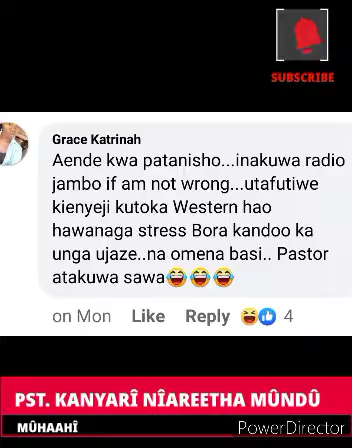 SUBSCRIBE
Grace Katrinah
Aende kwa patanisho...inakuwa radio
jambo if am not wrong...utafutiwe
kienyeji kutoka Western hao
hawanaga stress Bora kandoo ka
unga ujaze..na omena basi.. Pastor
atakuwa sawa😂😂😂
on Mon Like Reply 😆👍 4
PST. KANYARÎ NÎAREETHA MÛNDÛ
MÛHAAHÎ
PowerDirector